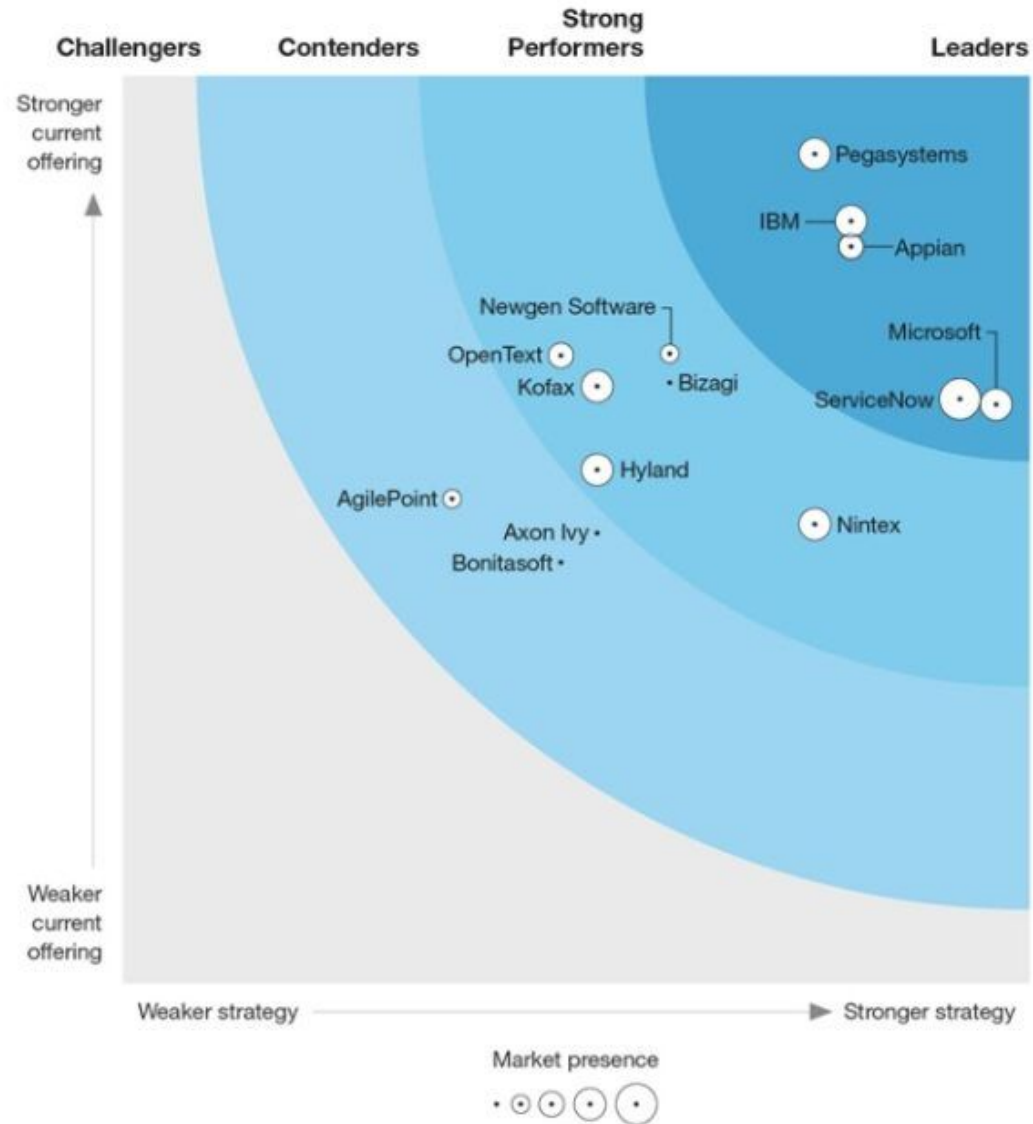 Challengers
Contenders
Strong
Performers
Leaders
Stronger
current
offering
Pegasystems
IBM
Appian
Newgen Software
Microsoft
OpenText
Kofax
Bizagi
ServiceNow
Hyland
AgilePoint
Nintex
Axon Ivy
Bonitasoft
Weaker
current
offering
Weaker strategy
Stronger strategy
Market presence